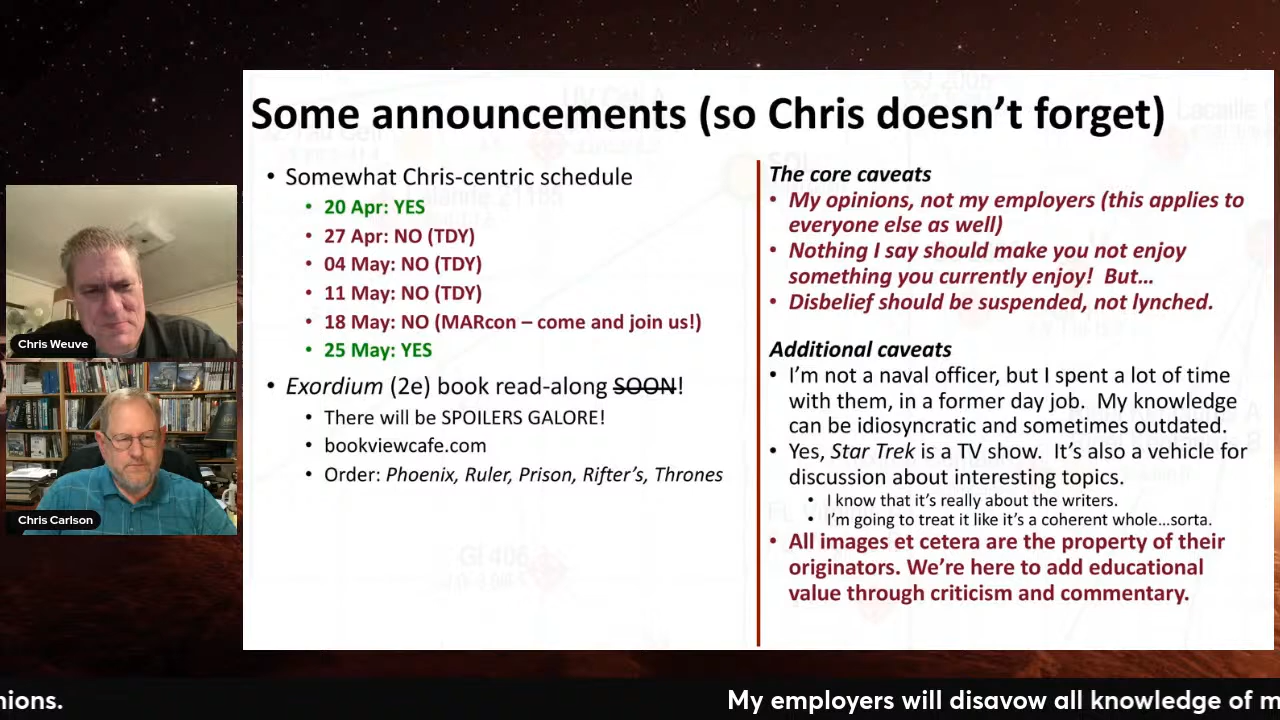 Some announcements (so Chris doesn't forget)
• Somewhat Chris-centric schedule
• 20 Apr: YES
• 27 Apr: NO (TDY)
• 04 May: NO (TDY)
• 11 May: NO (TDY)
• 18 May: NO (MARcon – come and join us!)
• 25 May: YES
• Exordium (2e) book read-along SOON!
• There will be SPOILERS GALORE!
• bookviewcafe.com
• Order: Phoenix, Ruler, Prison, Rifter's, Thrones
The core caveats
• My opinions, not my employers (this applies to
everyone else as well)
• Nothing I say should make you not enjoy
something you currently enjoy! But…
• Disbelief should be suspended, not lynched.
Additional caveats
• I'm not a naval officer, but I spent a lot of time
with them, in a former day job. My knowledge
can be idiosyncratic and sometimes outdated.
• Yes, Star Trek is a TV show. It's also a vehicle for
discussion about interesting topics.
• I know that it's really about the writers.
• I'm going to treat it like it's a coherent whole…sorta.
• All images et cetera are the property of their
originators. We're here to add educational
value through criticism and commentary.
Chris Weuve
Chris Carlson
nions. My employers will disavow all knowledge of m